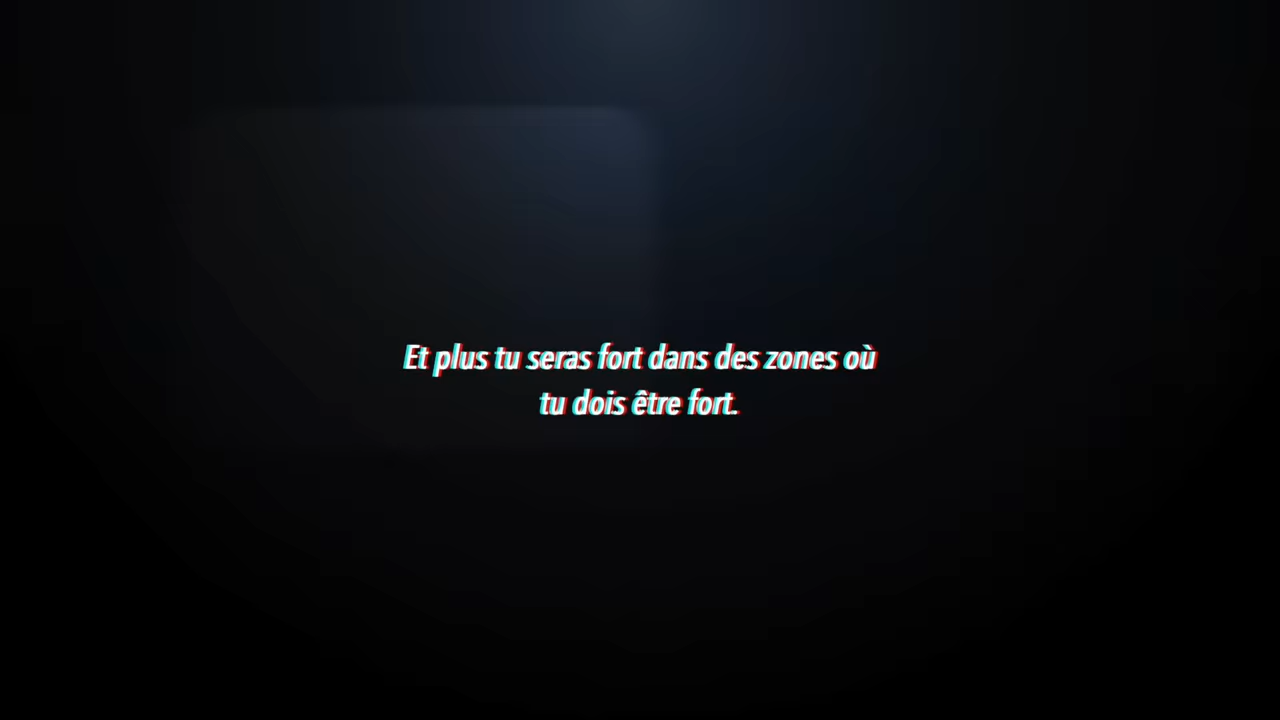 Et plus tu seras fort dans des zones où
tu dois être fort.